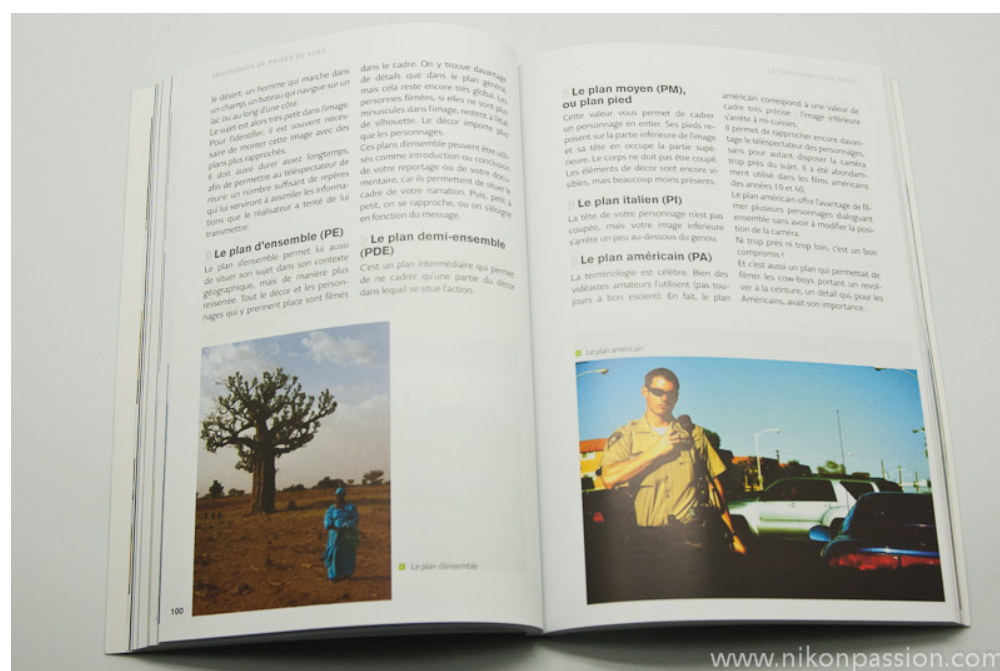 TECHNIQUES DE PRISES DE VUES
le désert, un homme qui marche dans
un champ, un bateau qui navigue sur un
lac ou au long d'une côte.
Le sujet est alors très petit dans l'image.
Pour l'identifier, il est souvent néces-
saire de monter cette image avec des
plans plus rapprochés.
Il doit aussi durer assez longtemps,
afin de permettre au téléspectateur de
réunir un nombre suffisant de repères
qui lui serviront à assimiler les informa-
tions que le réalisateur a tenté de lui
transmettre.
Le plan d'ensemble (PE)
Le plan d'ensemble permet lui aussi
de situer son sujet dans son contexte
géographique, mais de manière plus
resserrée. Tout le décor et les person-
nages qui y prennent place sont filmés
dans le cadre. On y trouve davantage
de détails que dans le plan général,
mais cela reste encore très global. Les
personnes filmées, si elles ne sont plus
minuscules dans l'image, restent à l'état
de silhouette. Le décor importe plus
que les personnages.
Ces plans d'ensemble peuvent être utili-
sés comme introduction ou conclusion
de votre reportage ou de votre docu-
mentaire, car ils permettent de situer le
cadre de votre narration. Puis, petit à
petit, on se rapproche, ou on s'éloigne
en fonction du message.
Le plan demi-ensemble
(PDE)
C'est un plan intermédiaire qui permet
de ne cadrer qu'une partie du décor
dans lequel se situe l'action.
Le plan d'ensemble
100
Le plan moyen (PM),
ou plan pied
Cette valeur vous permet de cadrer
un personnage en entier. Ses pieds re-
posent sur la partie inférieure de l'image
et sa tête en occupe la partie supé-
rieure. Le corps ne doit pas être coupé.
Les éléments de décor sont encore vi-
sibles, mais beaucoup moins présents.
Le plan italien (PI)
La tête de votre personnage n'est pas
coupée, mais votre image inférieure
s'arrête un peu au-dessous du genou.
Le plan américain (PA)
La terminologie est célèbre. Bien des
vidéastes amateurs l'utilisent (pas tou-
jours à bon escient). En fait, le plan
américain correspond à une valeur de
cadre très précise : l'image inférieure
s'arrête à mi-cuisses.
Il permet de rapprocher encore davan-
tage le téléspectateur des personnages,
sans pour autant disposer la caméra
trop près du sujet. Il a été abondam-
ment utilisé dans les films américains
des années 10 et 40.
Le plan américain offre l'avantage de fil-
mer plusieurs personnages dialoguant
ensemble sans avoir à modifier la posi-
tion de la caméra.
Ni trop près ni trop loin, c'est un bon
compromis !
Et c'est aussi un plan qui permettait de
filmer les cow-boys portant un revol-
ver à la ceinture, un détail qui, pour les
Américains, avait son importance.
Le plan américain
www.nikonpassion.com